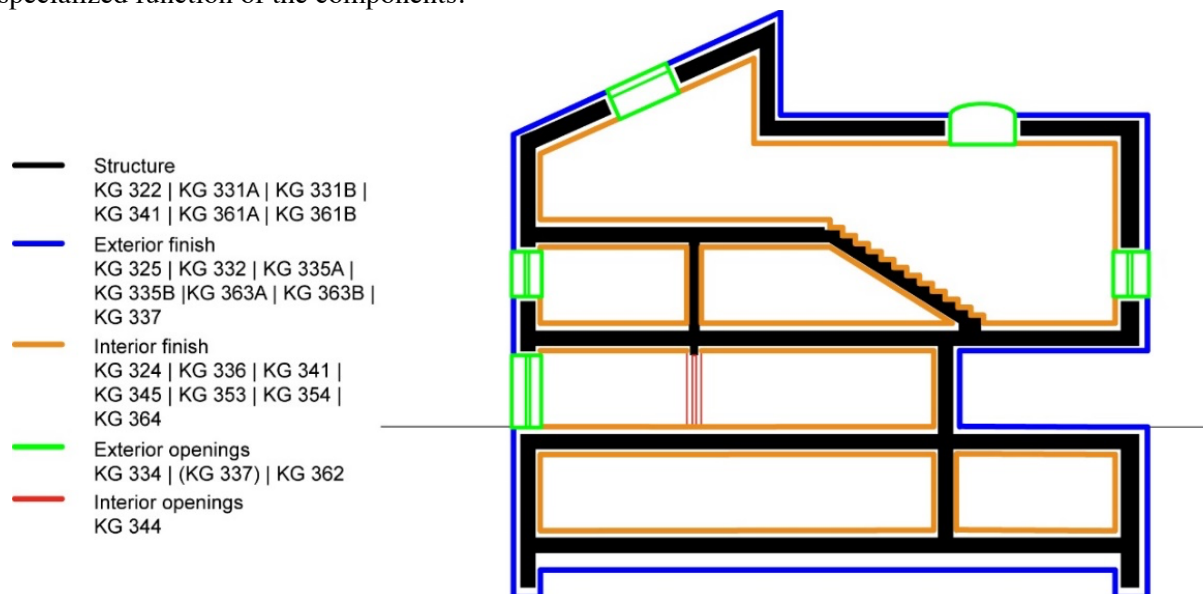 specialized function of the components.
Structure
KG 322 | KG 331A | KG 331B |
KG 341 | KG 361A | KG 361B
Exterior finish
KG 325 | KG 332 | KG 335A |
KG 335B |KG 363A | KG 363B |
KG 337
Interior finish
KG 324 | KG 336 | KG 341 |
KG 345 | KG 353 | KG 354 |
KG 364
Exterior openings
KG 334 | (KG 337) | KG 362
Interior openings
KG 344